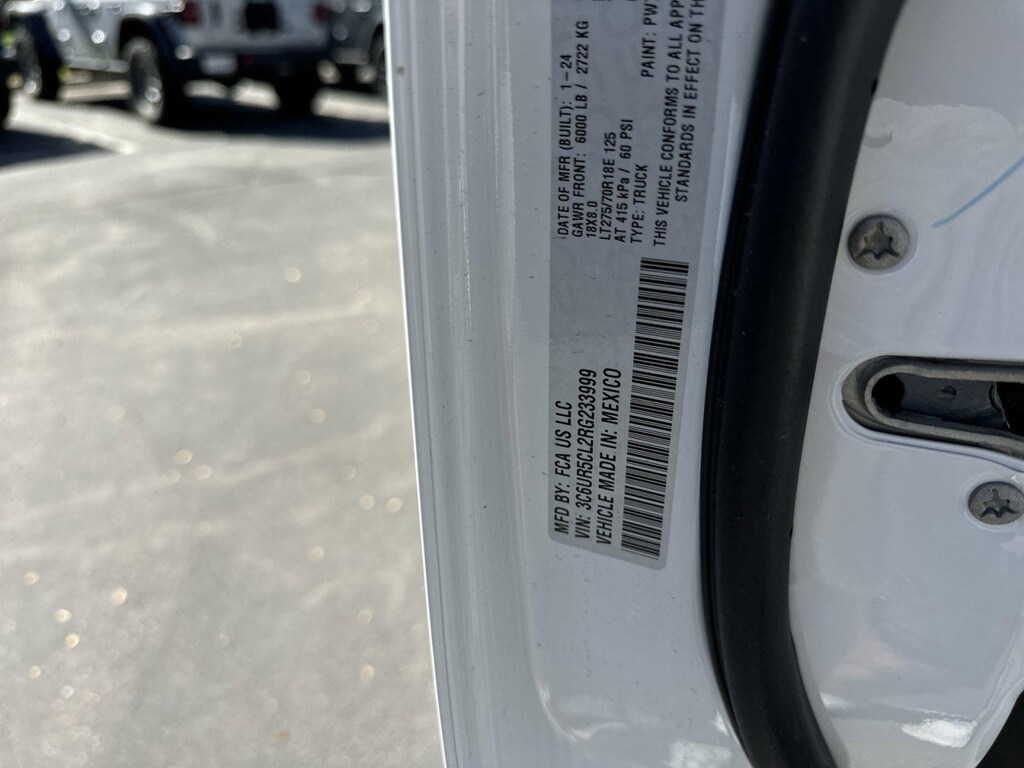 MFD BY: FCA US LLC
VIN: 3C6UR5CL2RG233999
VEHICLE MADE IN: MEXICO
DATE OF MFR (BUILT): 1-24
GAWR FRONT: 6000 LB / 2722 KG
18X8.0
LT275/70R18E 125
AT 415 kPa / 60 PSI
TYPE: TRUCK PAINT: PW
THIS VEHICLE CONFORMS TO ALL APP
STANDARDS IN EFFECT ON TH